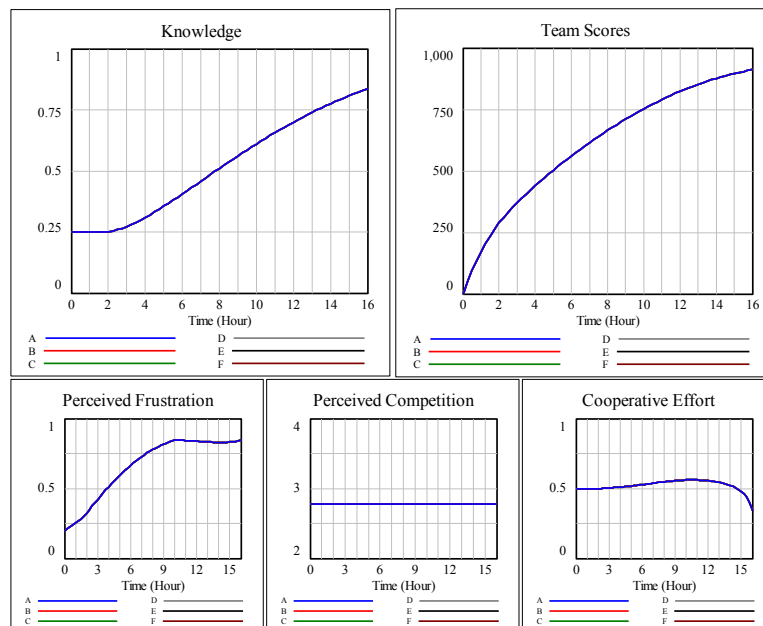 Knowledge
1
0.75
0.5
0.25
0
0 2 4 6 8 10 12 14 16
Time (Hour)
A D
B E
C F
Team Scores
1,000
750
500
250
0
0 2 4 6 8 10 12 14 16
Time (Hour)
A D
B E
C F
Perceived Frustration
1
0.5
0
0 3 6 9 12 15
Time (Hour)
A D
B E
C F
Perceived Competition
4
3
2
0 3 6 9 12 15
Time (Hour)
A D
B E
C F
Cooperative Effort
1
0.5
0
0 3 6 9 12 15
Time (Hour)
A D
B E
C F